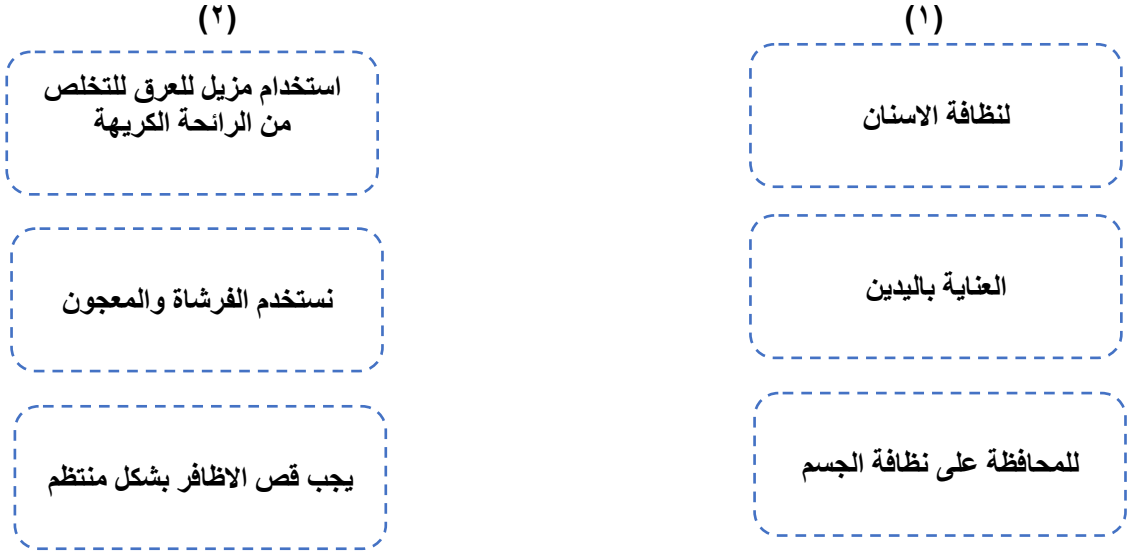 (١)
لنظافة الاسنان
العناية باليدين
للمحافظة على نظافة الجسم
(٢)
استخدام مزيل للعرق للتخلص
من الرائحة الكريهة
نستخدم الفرشاة والمعجون
يجب قص الاظافر بشكل منتظم